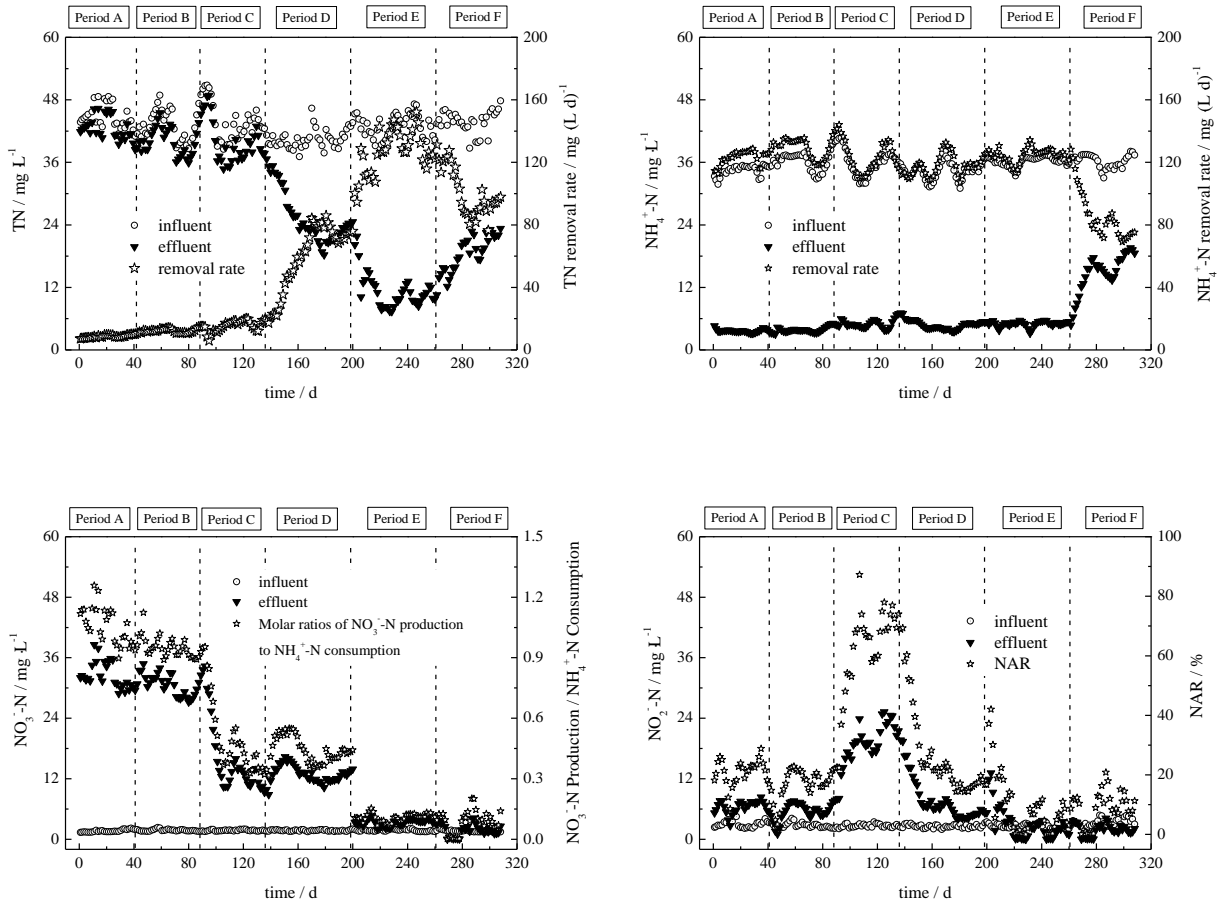 Period A Period B Period C Period D Period E Period F
60 48 36 24 12 0
TN / mg L-1
200 160 120 80 40 0
TN removal rate / mg (L d)-1
influent
effluent
removal rate
0 40 80 120 160 200 240 280 320
time / d
Period A Period B Period C Period D Period E Period F
60 48 36 24 12 0
NH4+-N / mg L-1
200 160 120 80 40 0
NH4+-N removal rate / mg (L d)-1
influent
effluent
removal rate
0 40 80 120 160 200 240 280 320
time / d
Period A Period B Period C Period D Period E Period F
60 48 36 24 12 0
NO3--N / mg L-1
1.5 1.2 0.9 0.6 0.3 0.0
NO3--N Production / NH4+-N Consumption
influent
effluent
Molar ratios of NO3--N production
to NH4+-N consumption
0 40 80 120 160 200 240 280 320
time / d
Period A Period B Period C Period D Period E Period F
60 48 36 24 12 0
NO2--N / mg L-1
100 80 60 40 20 0
NAR / %
influent
effluent
NAR
0 40 80 120 160 200 240 280 320
time / d